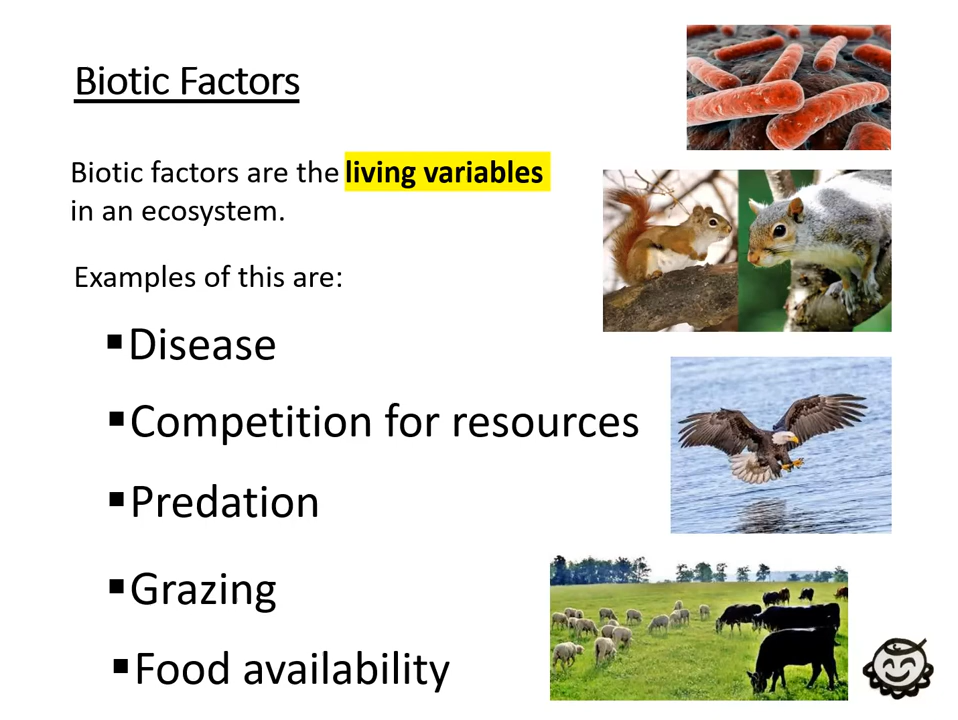 Biotic Factors
Biotic factors are the living variables
in an ecosystem.
Examples of this are:
▪Disease
▪Competition for resources
▪Predation
▪Grazing
▪Food availability